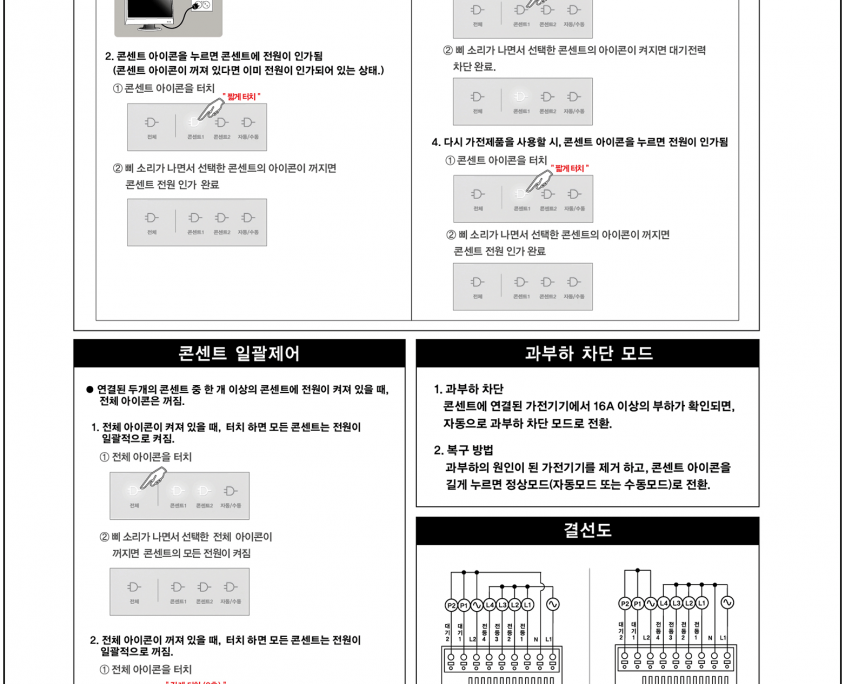 2. 콘센트 아이콘을 누르면 콘센트에 전원이 인가됨
(콘센트 아이콘이 꺼져 있다면 이미 전원이 인가되어 있는 상태.)
① 콘센트 아이콘을 터치
" 짧게 터치 "
전체 콘센트1 콘센트2 자동/수동
② 삐 소리가 나면서 선택한 콘센트의 아이콘이 꺼지면
콘센트 전원 인가 완료
전체 콘센트1 콘센트2 자동/수동
전체 콘센트1 콘센트2 자동/수동
② 삐 소리가 나면서 선택한 콘센트의 아이콘이 켜지면 대기전력
차단 완료.
전체 콘센트1 콘센트2 자동/수동
4. 다시 가전제품을 사용할 시, 콘센트 아이콘을 누르면 전원이 인가됨
① 콘센트 아이콘을 터치
" 짧게 터치 "
전체 콘센트1 콘센트2 자동/수동
② 삐 소리가 나면서 선택한 콘센트의 아이콘이 꺼지면
콘센트 전원 인가 완료
전체 콘센트1 콘센트2 자동/수동
콘센트 일괄제어
● 연결된 두개의 콘센트 중 한 개 이상의 콘센트에 전원이 켜져 있을 때,
전체 아이콘은 꺼짐.
1. 전체 아이콘이 켜져 있을 때, 터치 하면 모든 콘센트는 전원이
일괄적으로 켜짐.
① 전체 아이콘을 터치
전체 콘센트1 콘센트2 자동/수동
② 삐 소리가 나면서 선택한 전체 아이콘이
꺼지면 콘센트의 모든 전원이 켜짐
전체 콘센트1 콘센트2 자동/수동
2. 전체 아이콘이 꺼져 있을 때, 터치 하면 모든 콘센트는 전원이
일괄적으로 꺼짐.
① 전체 아이콘을 터치
과부하 차단 모드
1. 과부하 차단
콘센트에 연결된 가전기기에서 16A 이상의 부하가 확인되면,
자동으로 과부하 차단 모드로 전환.
2. 복구 방법
과부하의 원인이 된 가전기기를 제거 하고, 콘센트 아이콘을
길게 누르면 정상모드(자동모드 또는 수동모드)로 전환.
결선도
P2 P1 L4 L3 L2 L1
대기2 대기1 L2 전등4 전등3 전등2 전등1 N L1
P2 P1 L4 L3 L2 L1
대기2 대기1 L2 전등4 전등3 전등2 전등1 N L1